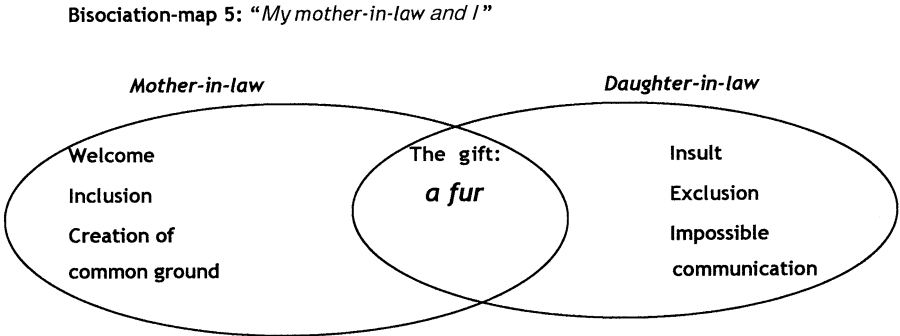 Bisociation-map 5: “My mother-in-law and I”
Mother-in-law
Daughter-in-law
Welcome
Inclusion
Creation of
common ground
The gift:
a fur
Insult
Exclusion
Impossible
communication